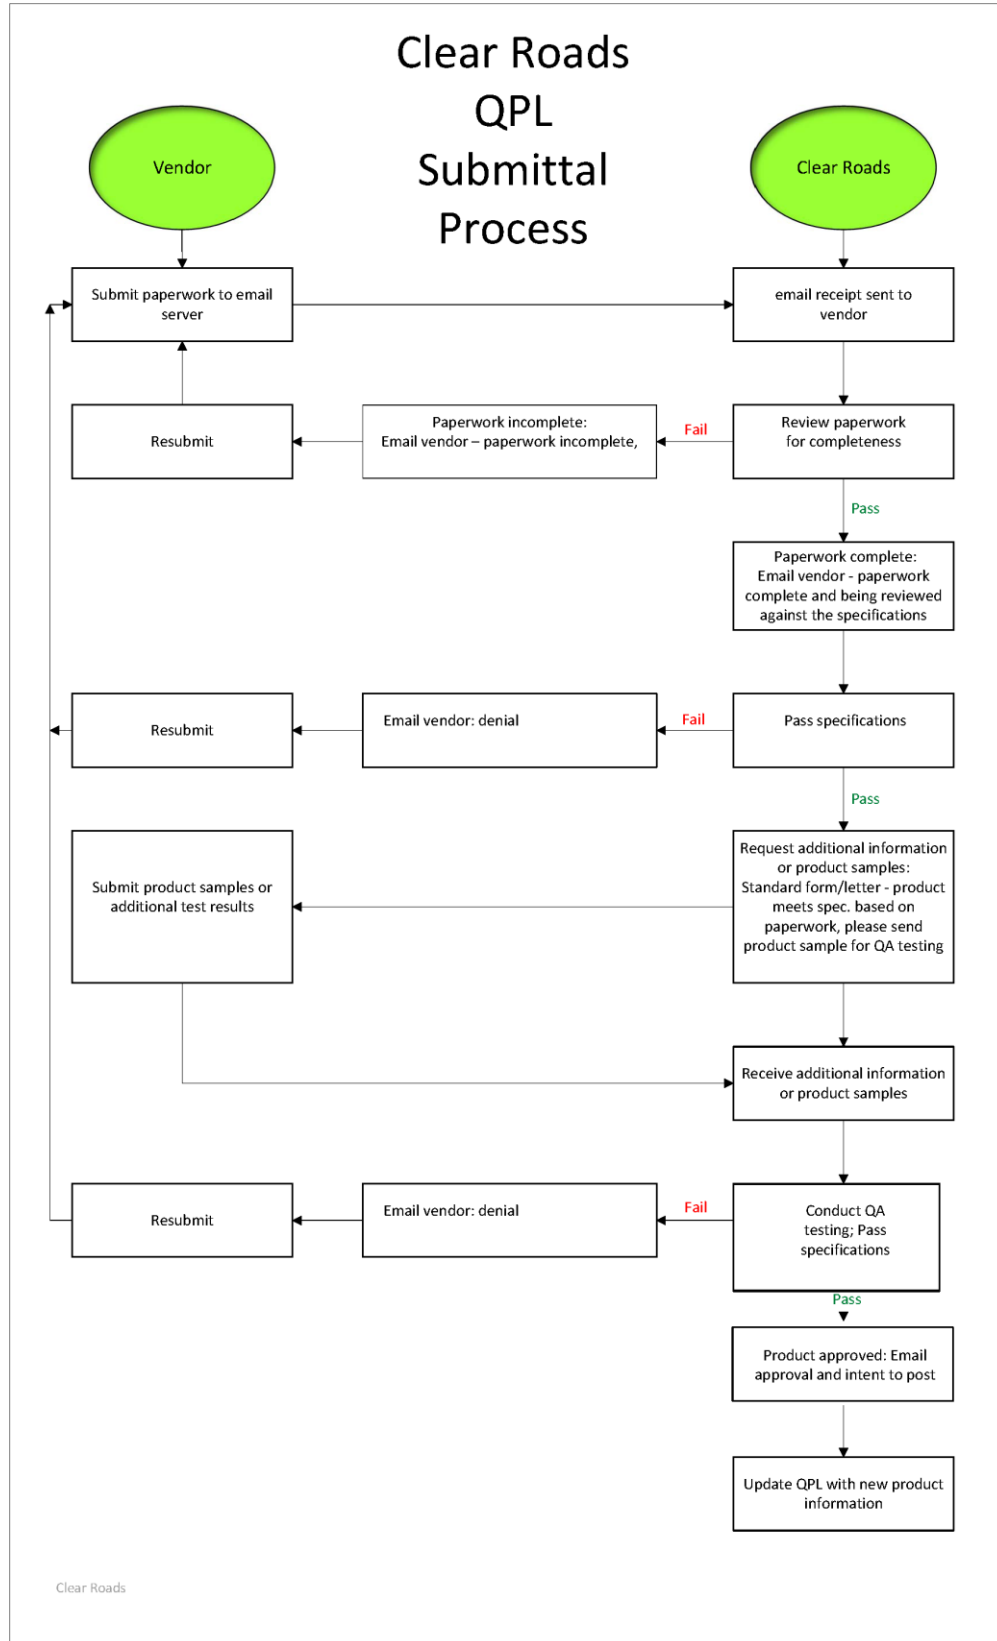 Clear Roads
QPL
Submittal
Process
Vendor
Clear Roads
Submit paperwork to email
server
email receipt sent to
vendor
Resubmit
Paperwork incomplete:
Email vendor – paperwork incomplete,
Fail
Review paperwork
for completeness
Pass
Paperwork complete:
Email vendor - paperwork
complete and being reviewed
against the specifications
Resubmit
Email vendor: denial
Fail
Pass specifications
Pass
Submit product samples or
additional test results
Request additional information
or product samples:
Standard form/letter - product
meets spec. based on
paperwork, please send
product sample for QA testing
Receive additional information
or product samples
Resubmit
Email vendor: denial
Fail
Conduct QA
testing; Pass
specifications
Pass
Product approved: Email
approval and intent to post
Update QPL with new product
information
Clear Roads